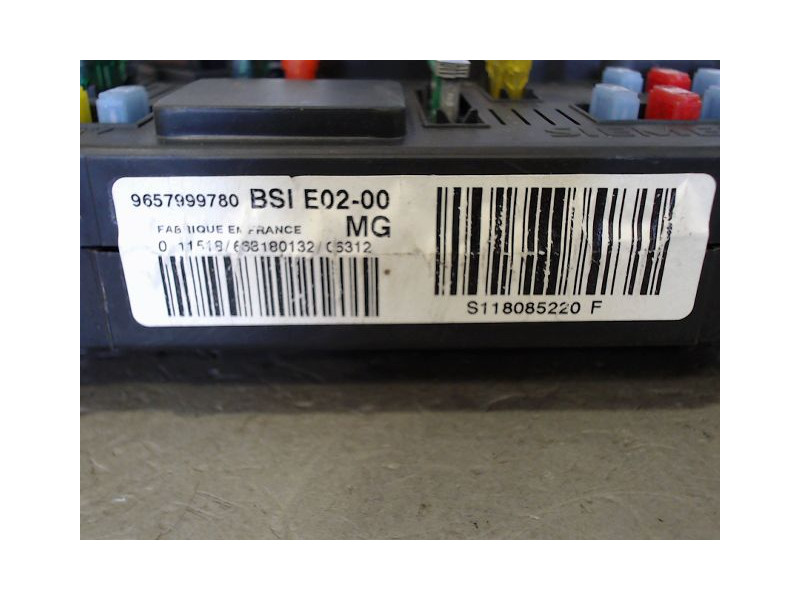 9657999780 BSI E02-00
FABRIQUE EN FRANCE MG
S118085220 F